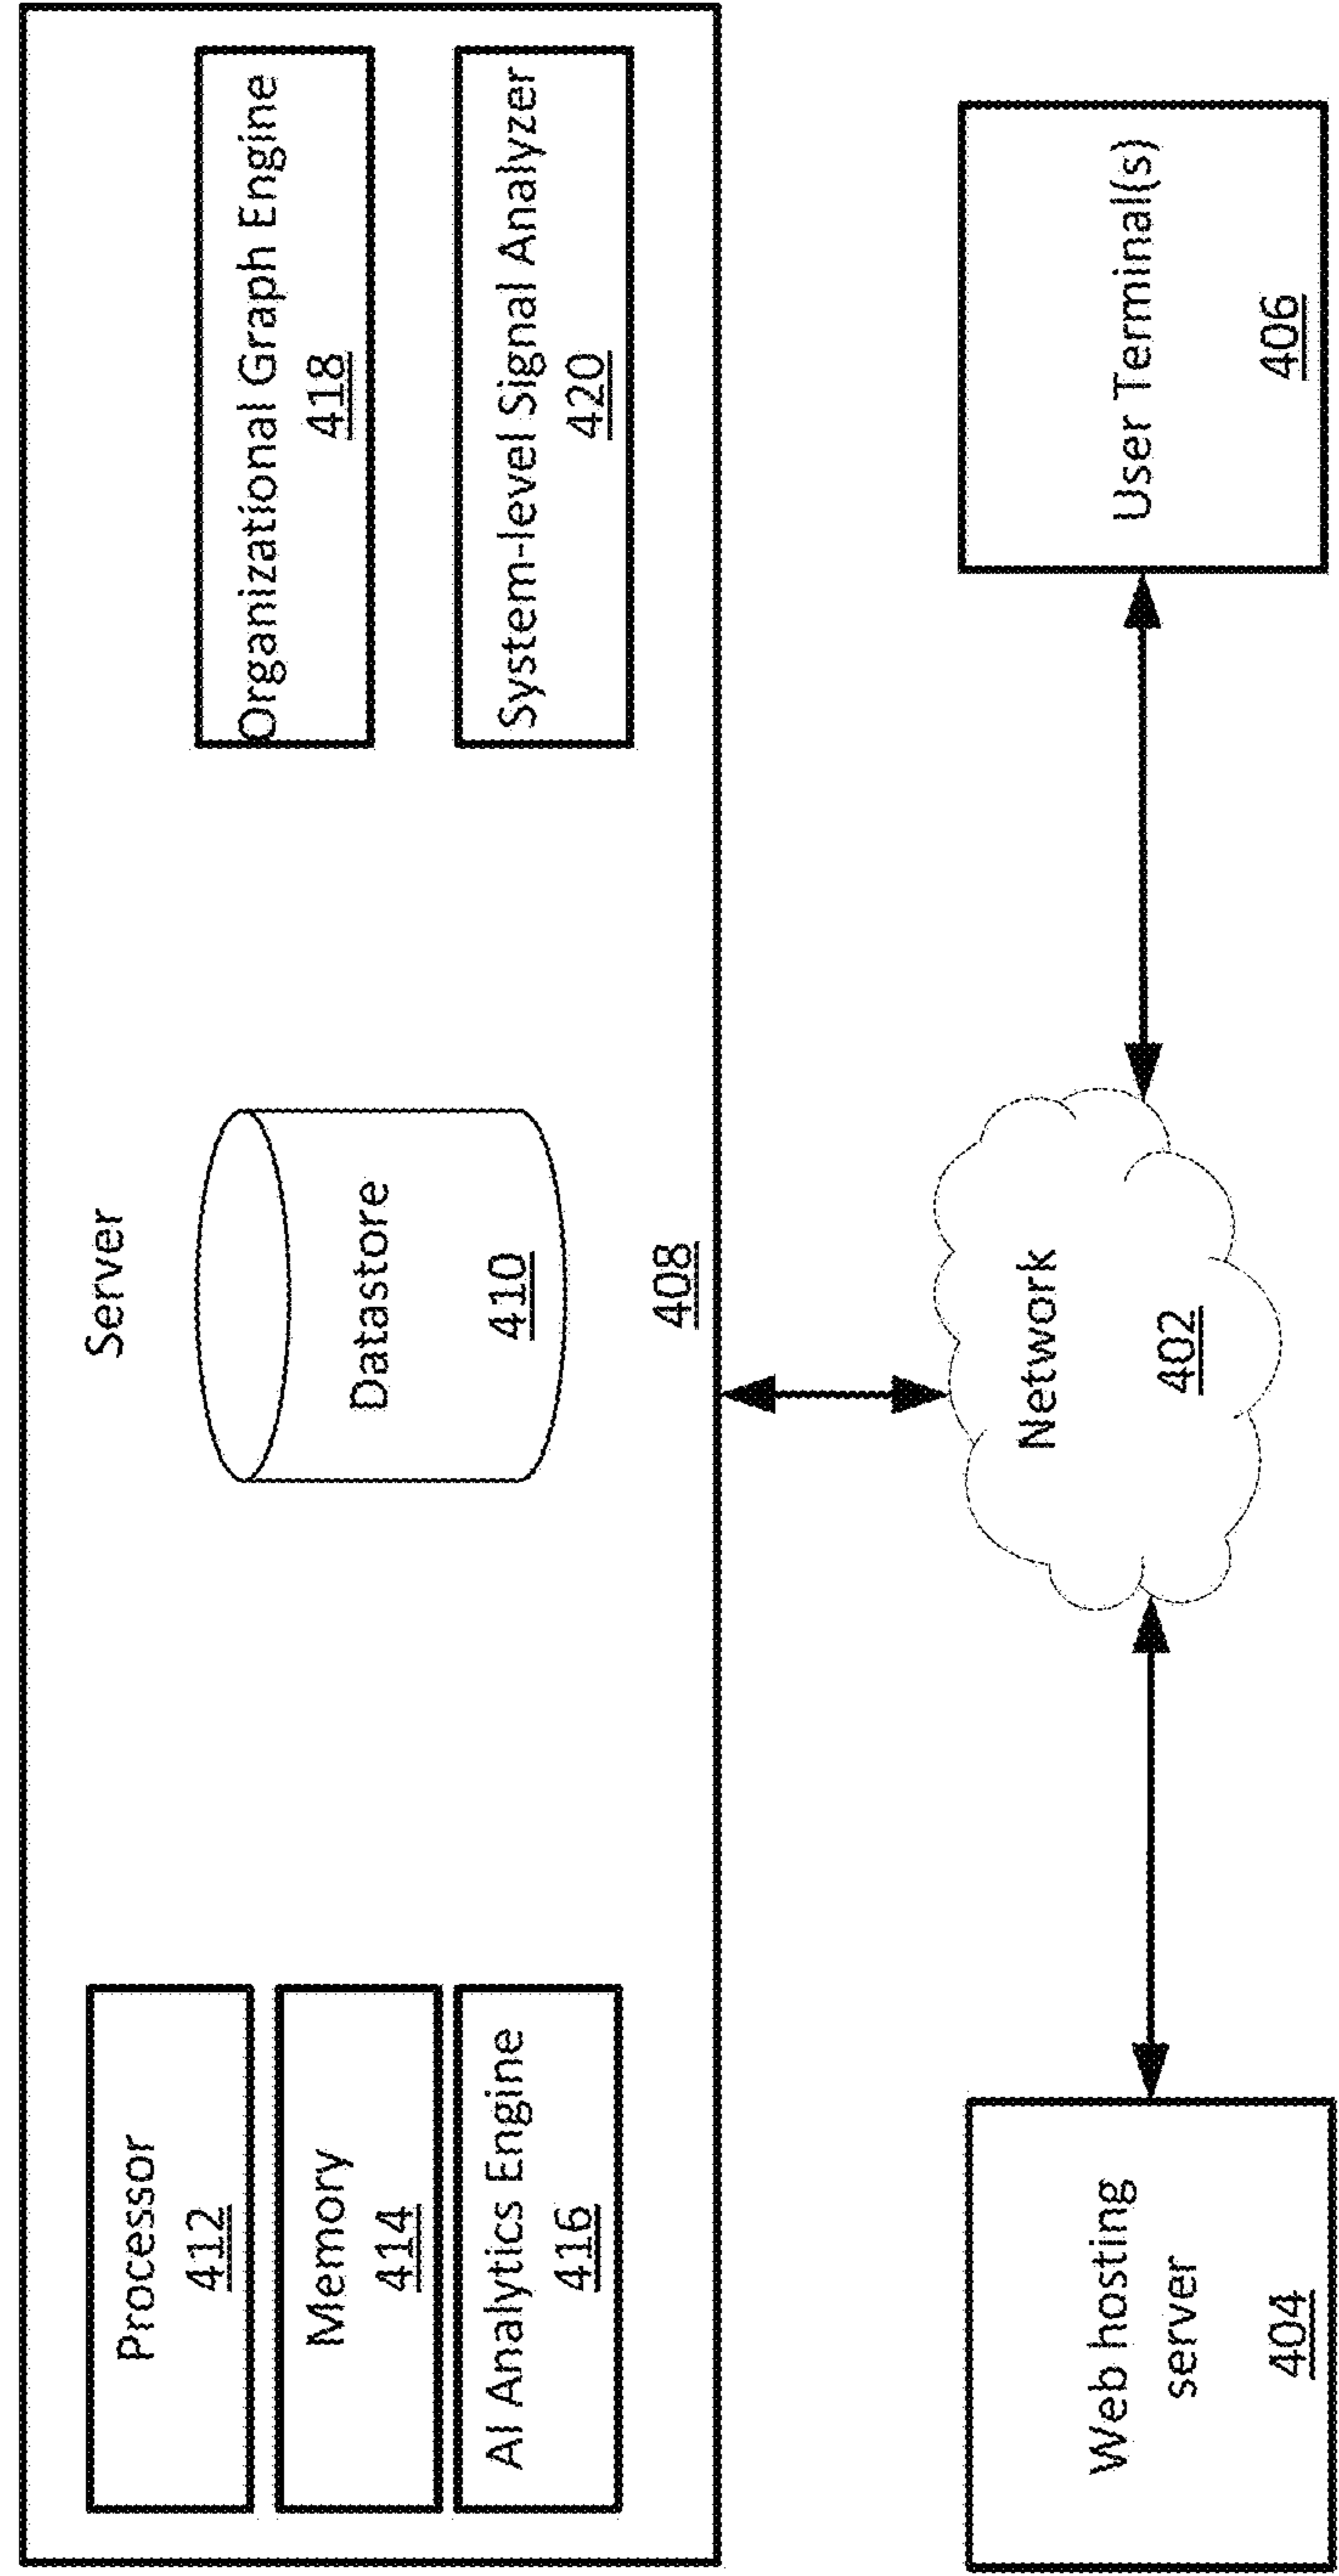 Server
Processor
412
Memory
414
AI Analytics Engine
416
Datastore
410
408
Organizational Graph Engine
418
System-level Signal Analyzer
420
Web hosting
server
404
Network
402
User Terminal(s)
406